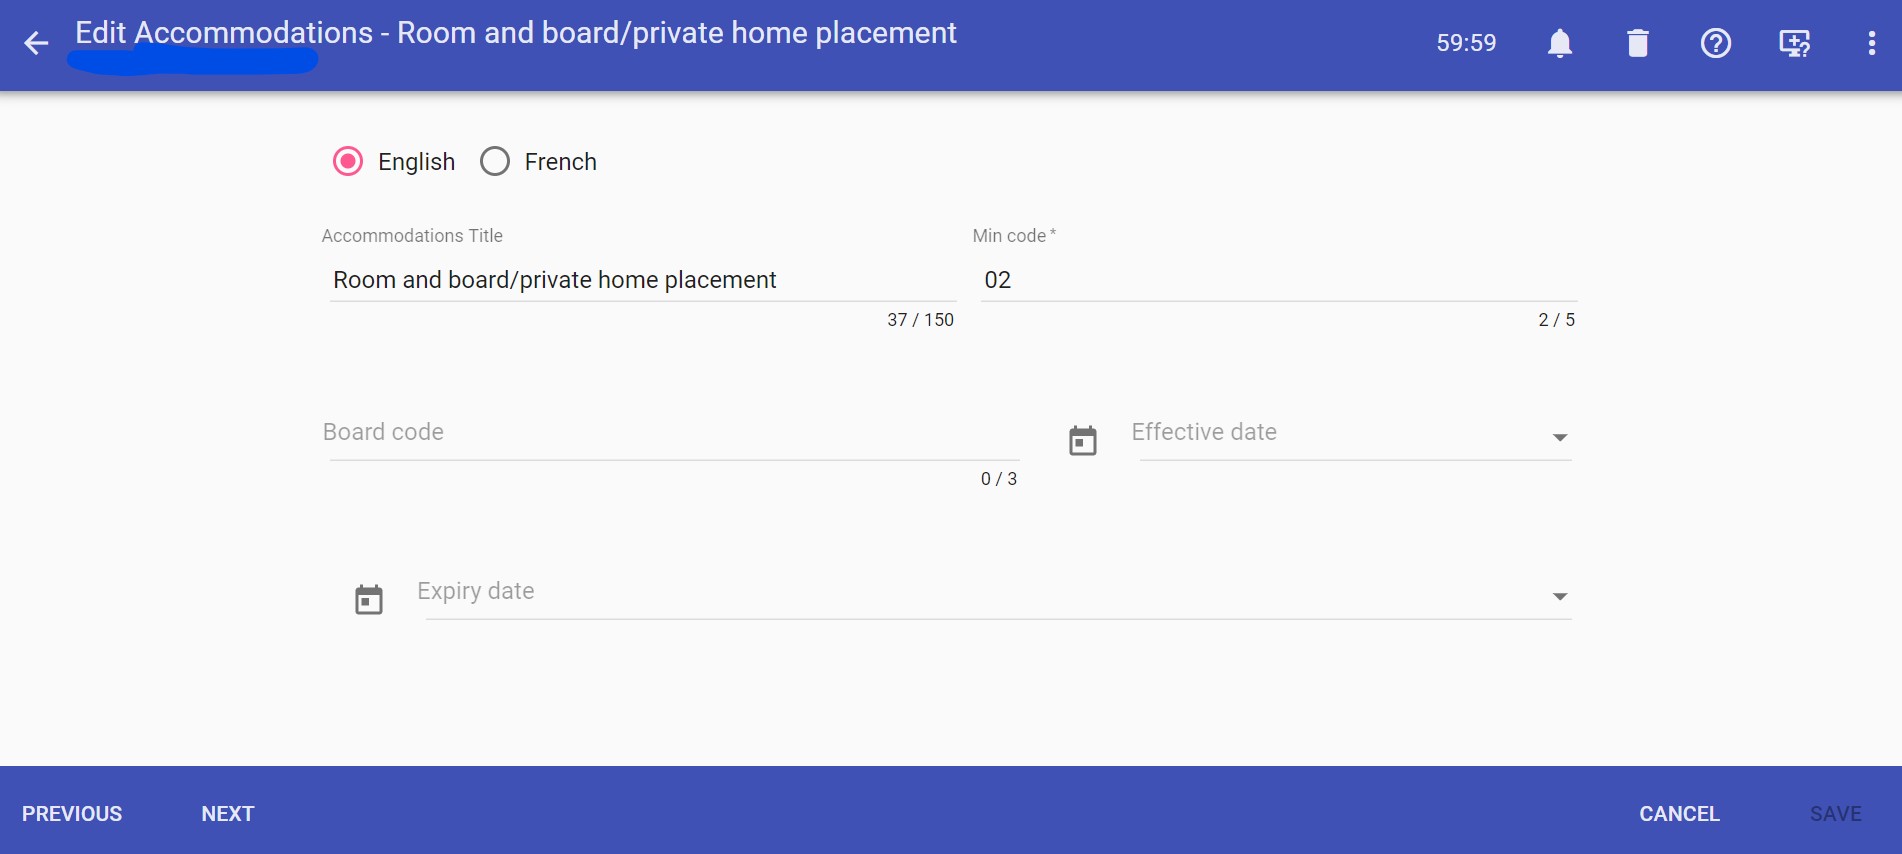 Edit Accommodations - Room and board/private home placement
59:59
English
French
Accommodations Title
Min code *
Room and board/private home placement
02
37 / 150
2 / 5
Board code
Effective date
0 / 3
Expiry date
PREVIOUS
NEXT
CANCEL
SAVE